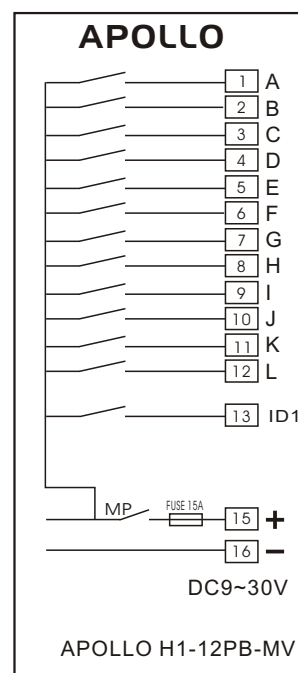 APOLLO
1 A
2 B
3 C
4 D
5 E
6 F
7 G
8 H
9 I
10 J
11 K
12 L
13 ID1
MP FUSE 15A 15 +
16 −
DC9~30V
APOLLO H1-12PB-MV